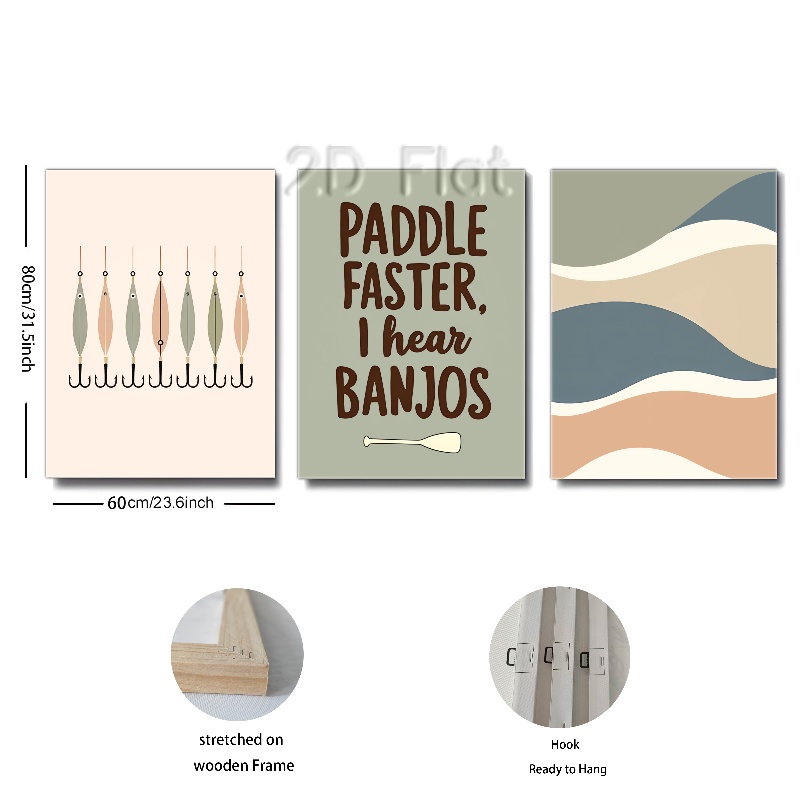 2D Flat
PADDLE
FASTER,
I hear
BANJOS
80cm/31.5inch
60cm/23.6inch
stretched on
wooden Frame
Hook
Ready to Hang